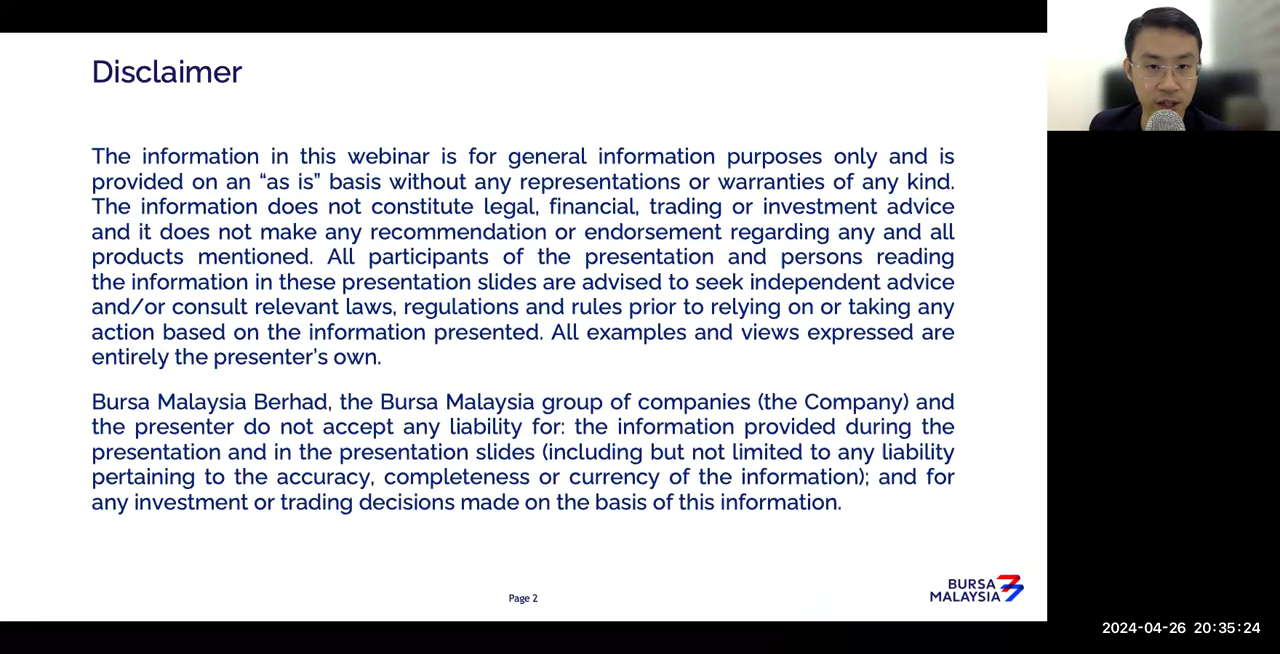 Disclaimer
The information in this webinar is for general information purposes only and is
provided on an “as is” basis without any representations or warranties of any kind.
The information does not constitute legal, financial, trading or investment advice
and it does not make any recommendation or endorsement regarding any and all
products mentioned. All participants of the presentation and persons reading
the information in these presentation slides are advised to seek independent advice
and/or consult relevant laws, regulations and rules prior to relying on or taking any
action based on the information presented. All examples and views expressed are
entirely the presenter’s own.
Bursa Malaysia Berhad, the Bursa Malaysia group of companies (the Company) and
the presenter do not accept any liability for: the information provided during the
presentation and in the presentation slides (including but not limited to any liability
pertaining to the accuracy, completeness or currency of the information); and for
any investment or trading decisions made on the basis of this information.
Page 2
BURSA
MALAYSIA
2024-04-26 20:35:24